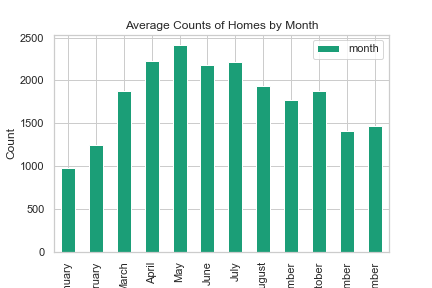 Average Counts of Homes by Month
month
Count
2500
2000
1500
1000
500
0
nuary
ruary
March
April
May
June
July
ugust
mber
tober
mber
mber